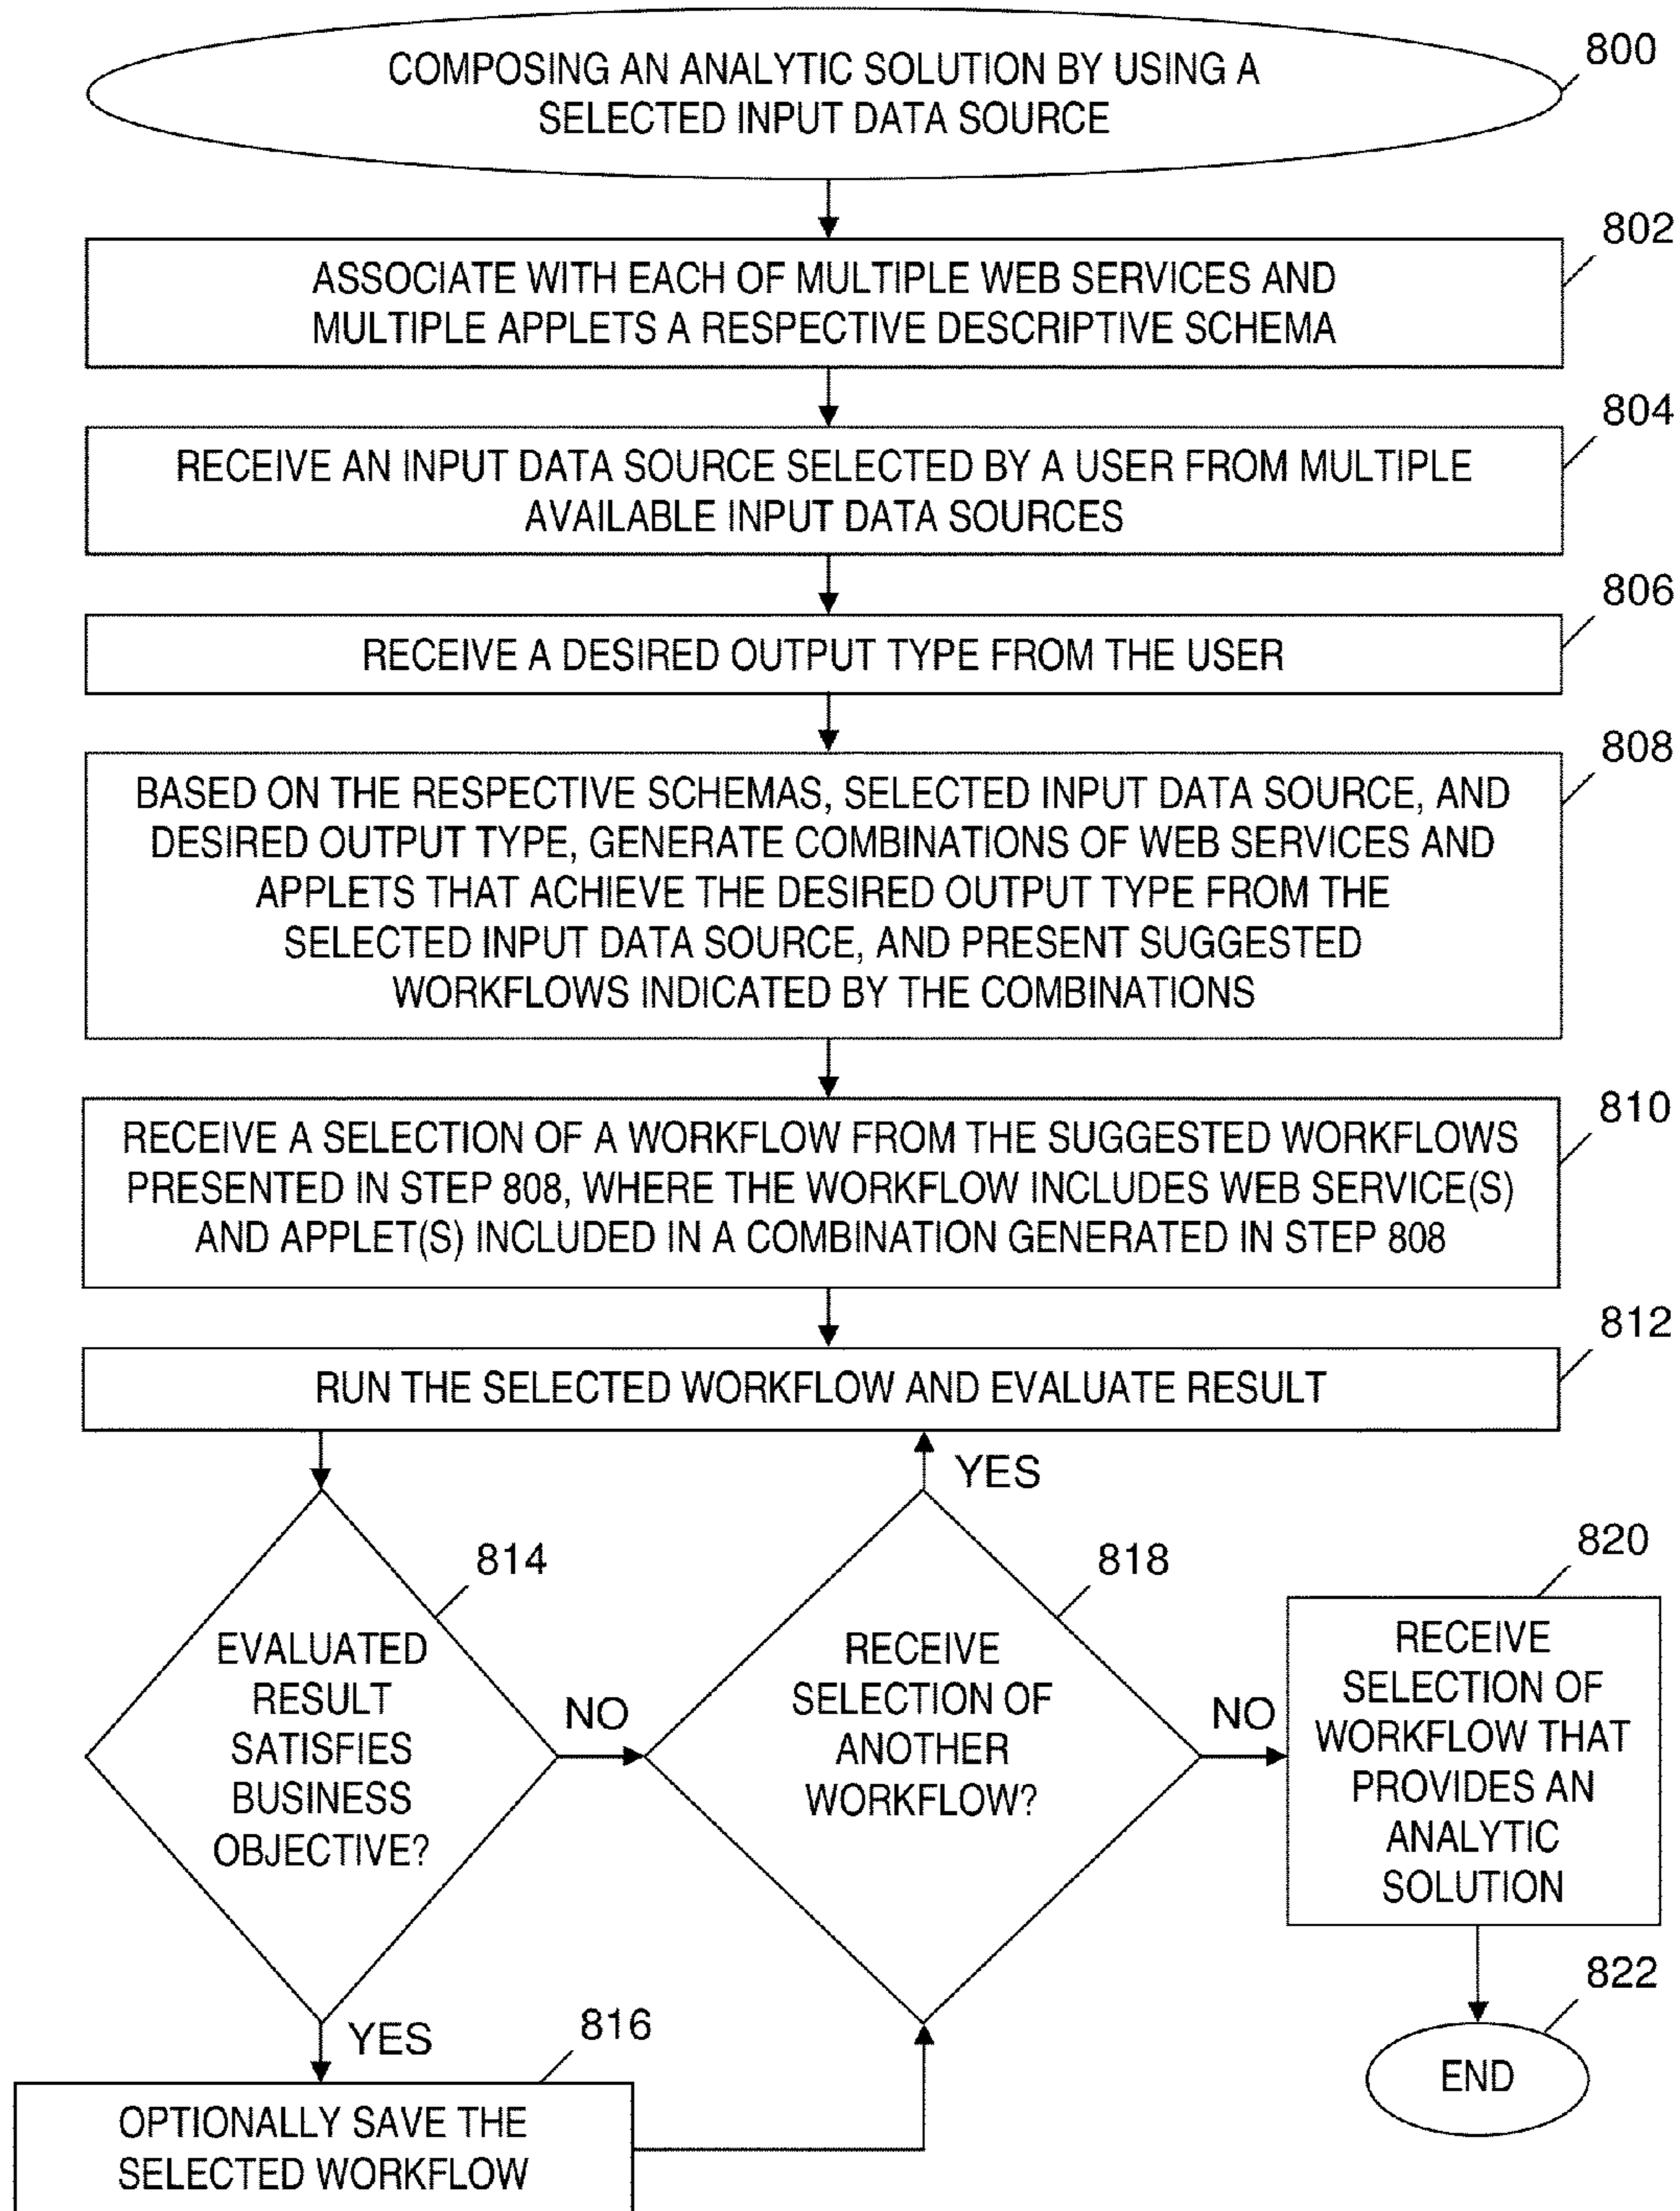 COMPOSING AN ANALYTIC SOLUTION BY USING A
SELECTED INPUT DATA SOURCE
800
802
ASSOCIATE WITH EACH OF MULTIPLE WEB SERVICES AND
MULTIPLE APPLETS A RESPECTIVE DESCRIPTIVE SCHEMA
804
RECEIVE AN INPUT DATA SOURCE SELECTED BY A USER FROM MULTIPLE
AVAILABLE INPUT DATA SOURCES
806
RECEIVE A DESIRED OUTPUT TYPE FROM THE USER
808
BASED ON THE RESPECTIVE SCHEMAS, SELECTED INPUT DATA SOURCE, AND
DESIRED OUTPUT TYPE, GENERATE COMBINATIONS OF WEB SERVICES AND
APPLETS THAT ACHIEVE THE DESIRED OUTPUT TYPE FROM THE
SELECTED INPUT DATA SOURCE, AND PRESENT SUGGESTED
WORKFLOWS INDICATED BY THE COMBINATIONS
810
RECEIVE A SELECTION OF A WORKFLOW FROM THE SUGGESTED WORKFLOWS
PRESENTED IN STEP 808, WHERE THE WORKFLOW INCLUDES WEB SERVICE(S)
AND APPLET(S) INCLUDED IN A COMBINATION GENERATED IN STEP 808
812
RUN THE SELECTED WORKFLOW AND EVALUATE RESULT
814
EVALUATED
RESULT
SATISFIES
BUSINESS
OBJECTIVE?
NO
YES
816
OPTIONALLY SAVE THE
SELECTED WORKFLOW
YES
818
RECEIVE
SELECTION OF
ANOTHER
WORKFLOW?
NO
820
RECEIVE
SELECTION OF
WORKFLOW THAT
PROVIDES AN
ANALYTIC
SOLUTION
822
END